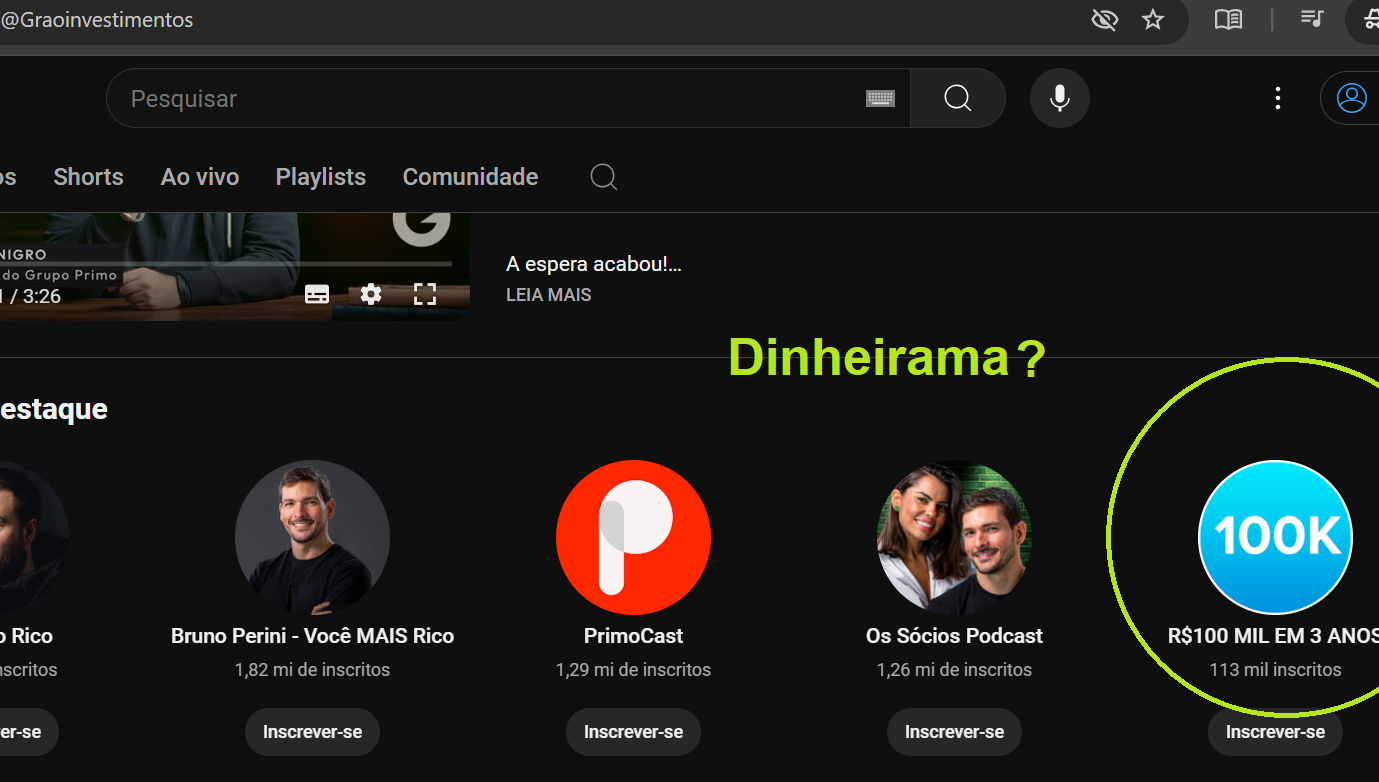 @Graoinvestimentos
Pesquisar
os Shorts Ao vivo Playlists Comunidade
NIGRO
do Grupo Primo
/ 3:26
G
A espera acabou!...
LEIA MAIS
Dinheirama?
estaque
P
100K
o Rico
Bruno Perini - Você MAIS Rico
PrimoCast
Os Sócios Podcast
R$100 MIL EM 3 ANOS
scritos
1,82 mi de inscritos
1,29 mi de inscritos
1,26 mi de inscritos
113 mil inscritos
er-se
Inscrever-se
Inscrever-se
Inscrever-se
Inscrever-se